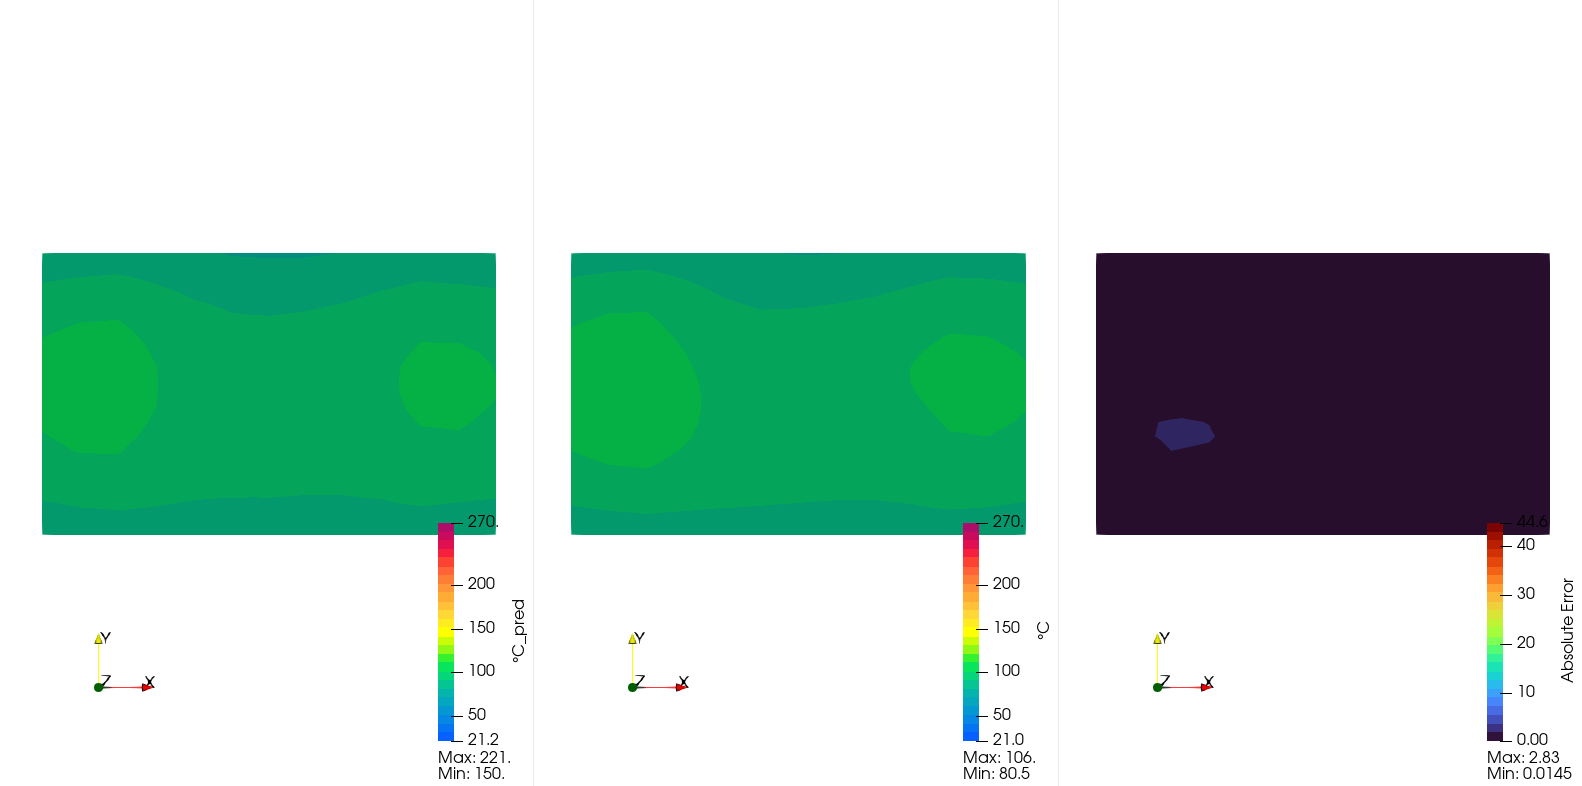 270.
200
150
100
50
21.2
°C_pred
Max: 221.
Min: 150.
Y
Z
X
270.
200
150
100
50
21.0
°C
Max: 106.
Min: 80.5
Y
Z
X
44.6
40
30
20
10
0.00
Absolute Error
Max: 2.83
Min: 0.0145
Y
Z
X